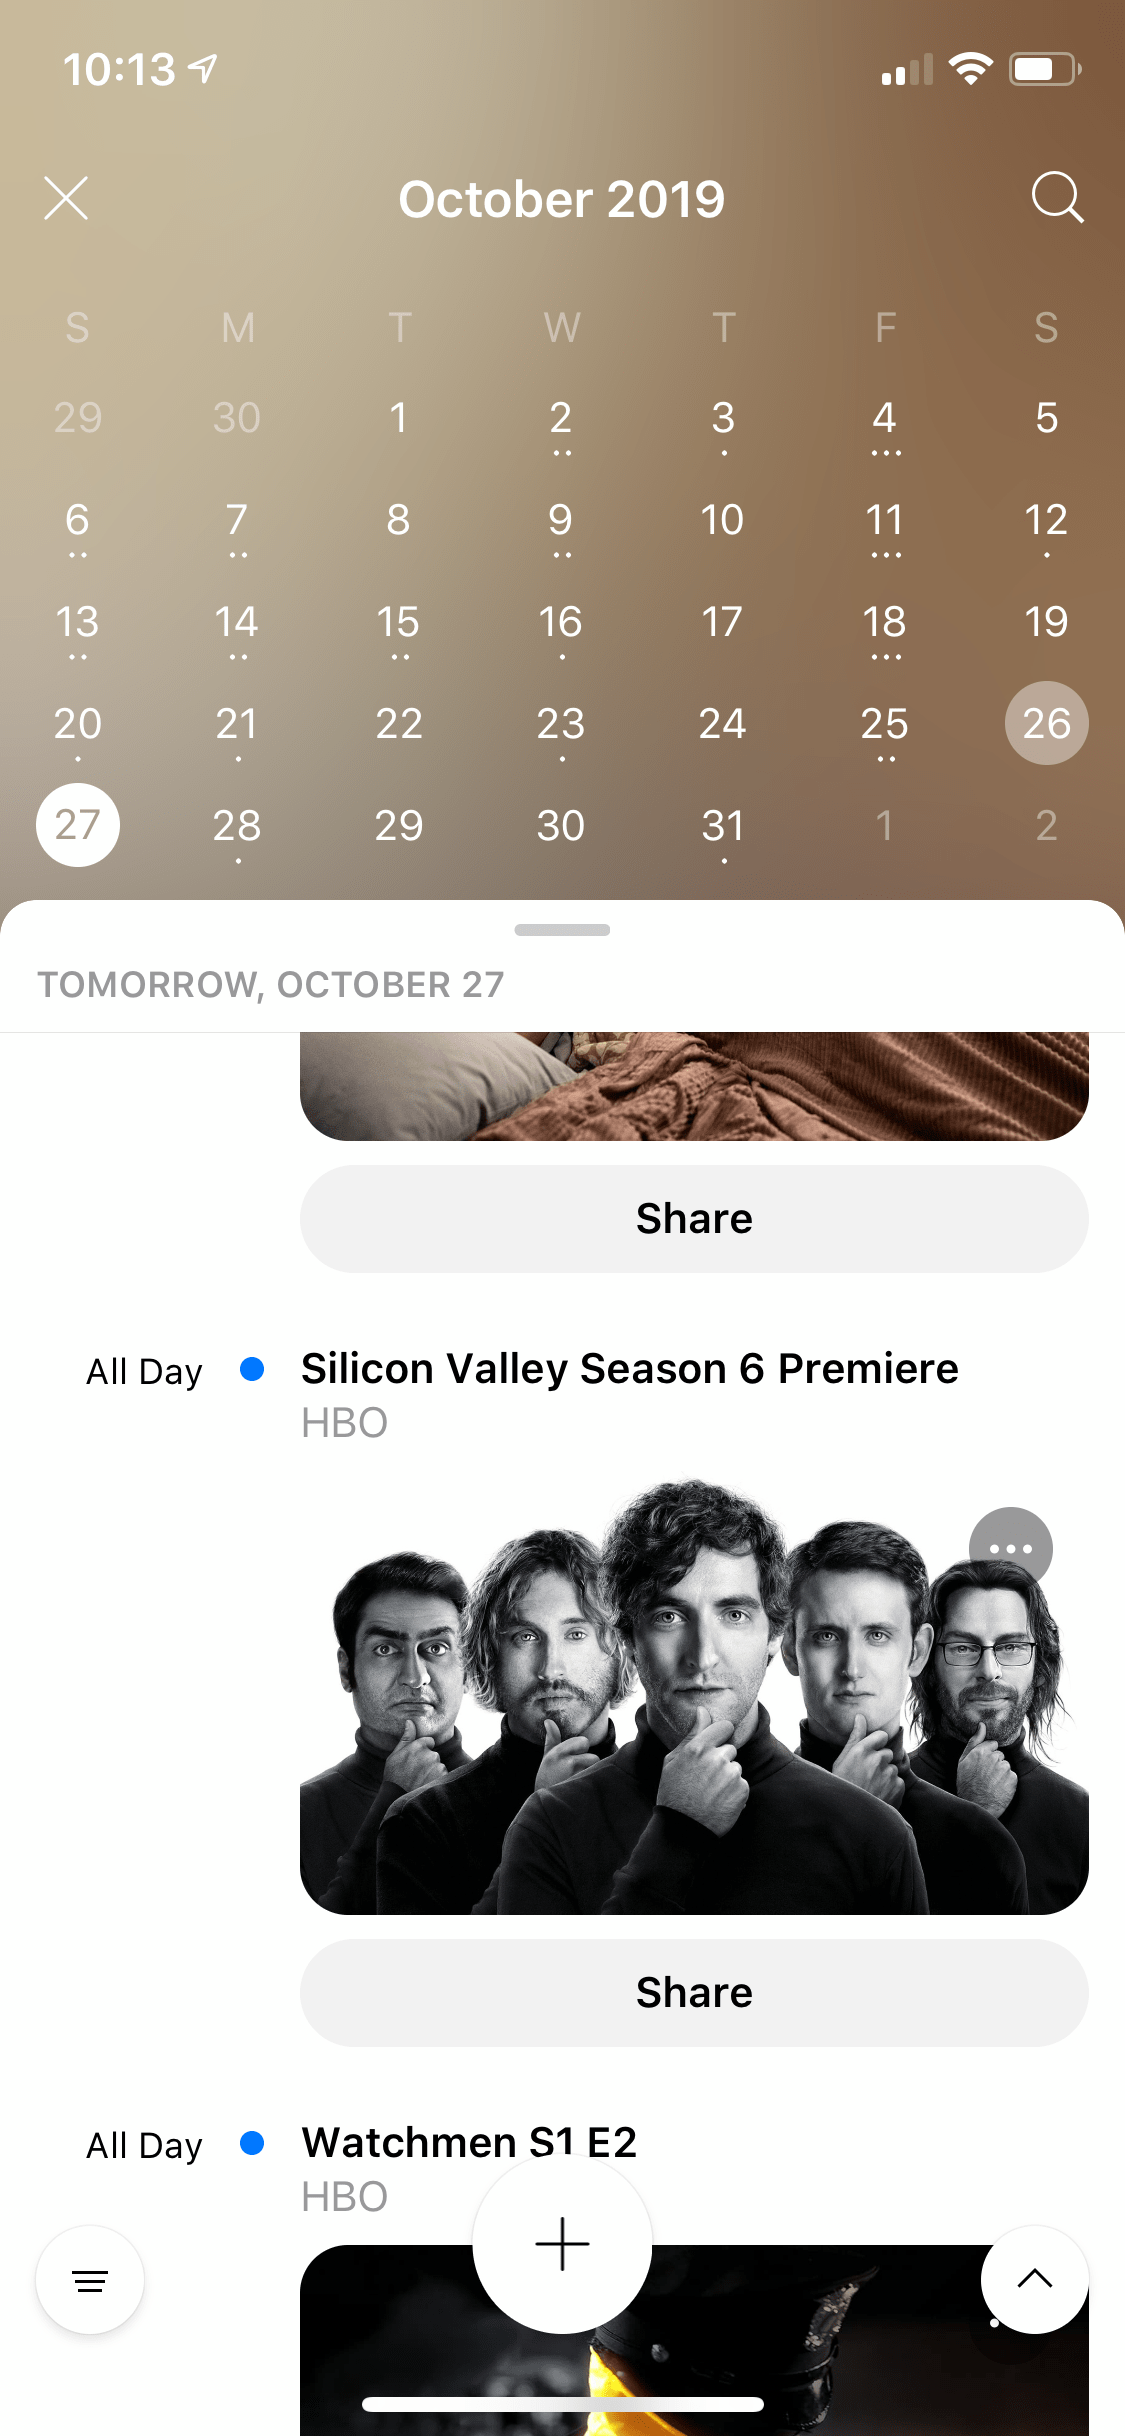 10:13
October 2019
S M T W T F S
29 30 1 2 3 4 5
6 7 8 9 10 11 12
13 14 15 16 17 18 19
20 21 22 23 24 25 26
27 28 29 30 31 1 2
TOMORROW, OCTOBER 27
Share
All Day Silicon Valley Season 6 Premiere
HBO
Share
All Day Watchmen S1 E2
HBO